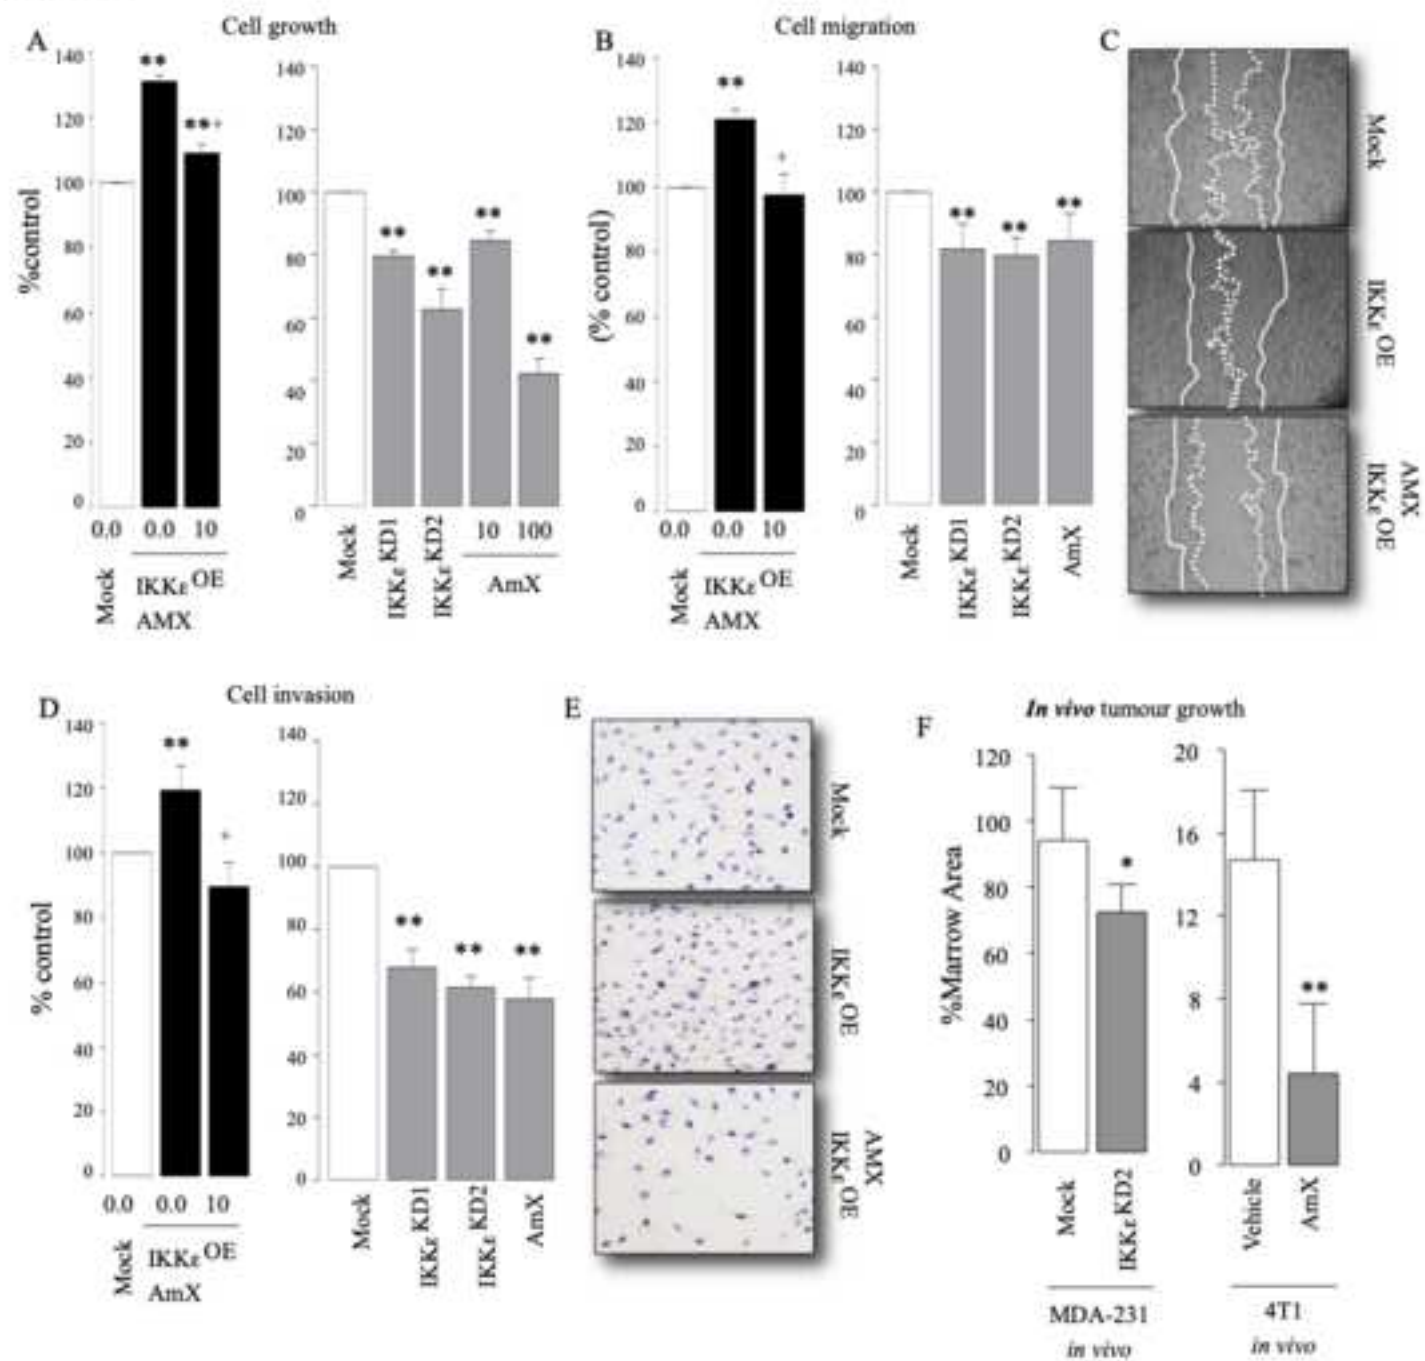 A
Cell growth
%control
140
120
100
80
60
40
20
0
**
**+
0.0
0.0
10
Mock
IKKε OE
AMX
140
120
100
80
60
40
20
0
**
**
**
**
Mock
IKKε KD1
IKKε KD2
10
100
AmX
B
Cell migration
(% control)
140
120
100
80
60
40
20
0
**
+
0.0
0.0
10
Mock
IKKε OE
AMX
140
120
100
80
60
40
20
0
**
**
**
Mock
IKKε KD1
IKKε KD2
AmX
C
Mock
IKKε OE
AMX
IKKε OE
D
Cell invasion
% control
140
120
100
80
60
40
20
0
**
+
0.0
0.0
10
Mock
IKKε OE
AmX
140
120
100
80
60
40
20
0
**
**
**
Mock
IKKε KD1
IKKε KD2
AmX
E
Mock
IKKε OE
AMX
IKKε OE
F
In vivo tumour growth
%Marrow Area
120
100
80
60
40
20
0
*
Mock
IKKε KD2
MDA-231
in vivo
20
16
12
8
4
0
**
Vehicle
AmX
4T1
in vivo